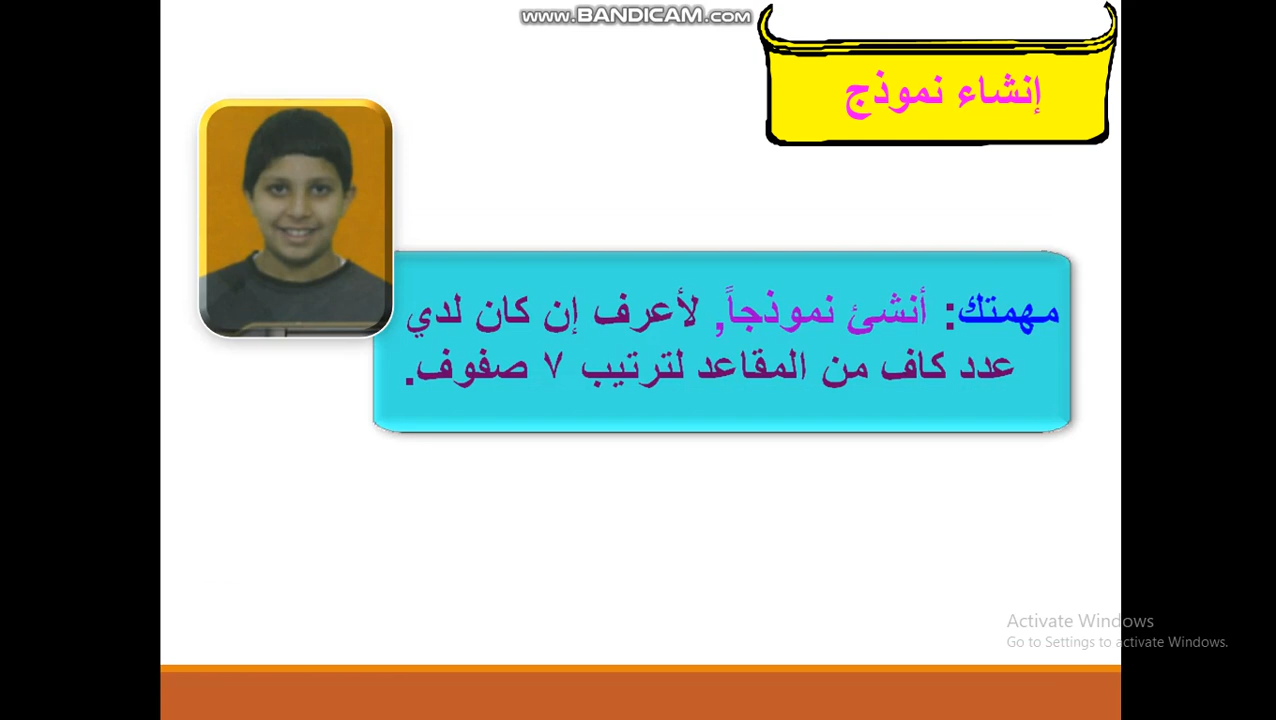 www.BANDICAM.com
إنشاء نموذج
مهمتك: أنشئ نموذجاً, لأعرف إن كان لدي
عدد كاف من المقاعد لترتيب ٧ صفوف.
Activate Windows
Go to Settings to activate Windows.